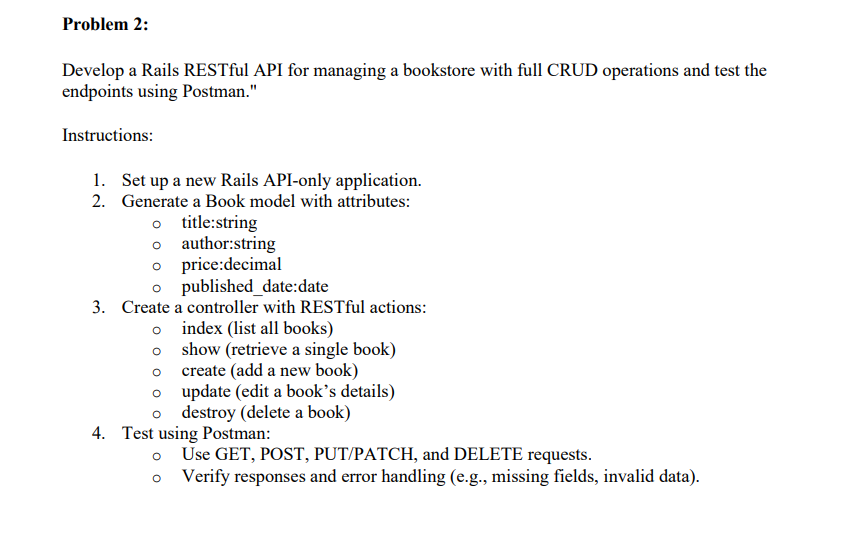 Problem 2:
Develop a Rails RESTful API for managing a bookstore with full CRUD operations and test the
endpoints using Postman."
Instructions:
1. Set up a new Rails API-only application.
2. Generate a Book model with attributes:
o title:string
o author:string
o price:decimal
o published_date:date
3. Create a controller with RESTful actions:
o index (list all books)
o show (retrieve a single book)
o create (add a new book)
o update (edit a book’s details)
o destroy (delete a book)
4. Test using Postman:
o Use GET, POST, PUT/PATCH, and DELETE requests.
o Verify responses and error handling (e.g., missing fields, invalid data).